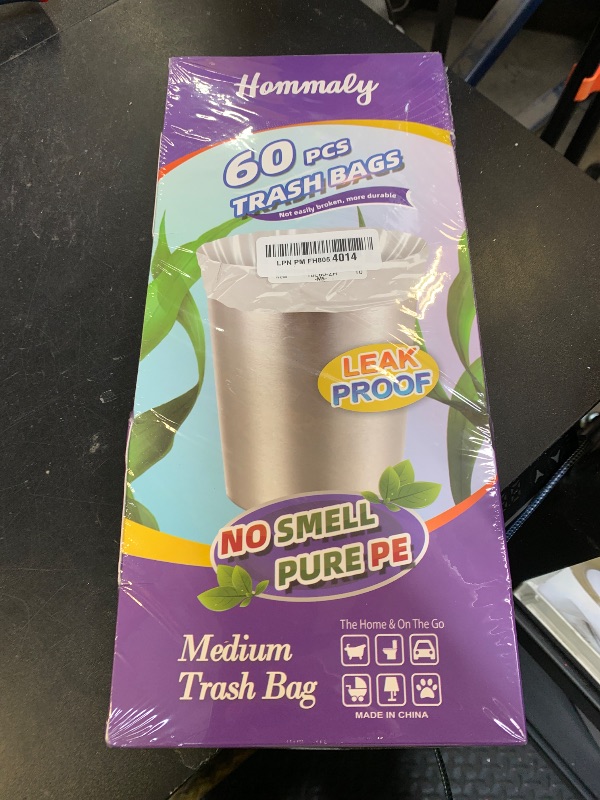 Hommaly
60 PCS
TRASH BAGS
Not easily broken, more durable
LPN PM FH805 4014
LEAK
PROOF
NO SMELL
PURE PE
The Home & On The Go
Medium
Trash Bag
MADE IN CHINA